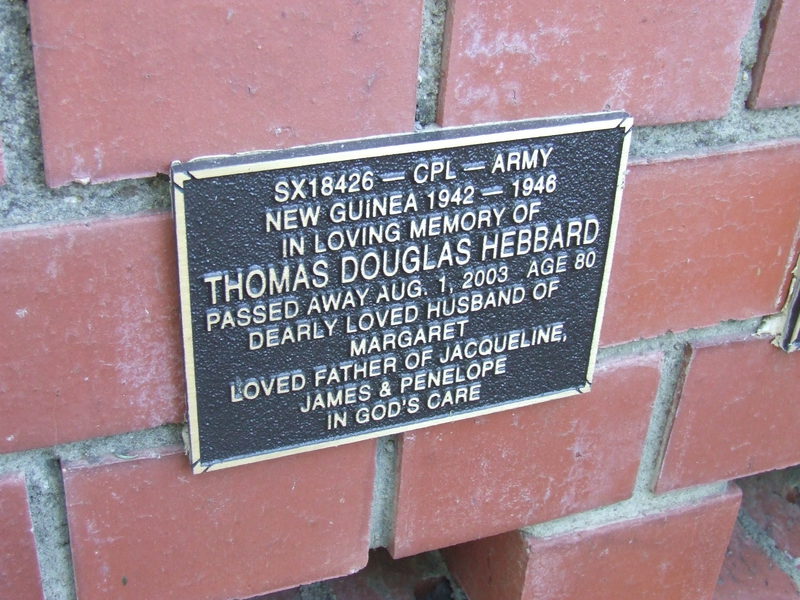 SX18426 — CPL — ARMY
NEW GUINEA 1942 — 1946
IN LOVING MEMORY OF
THOMAS DOUGLAS HEBBARD
PASSED AWAY AUG. 1, 2003 AGE 80
DEARLY LOVED HUSBAND OF
MARGARET
LOVED FATHER OF JACQUELINE,
JAMES & PENELOPE
IN GOD'S CARE